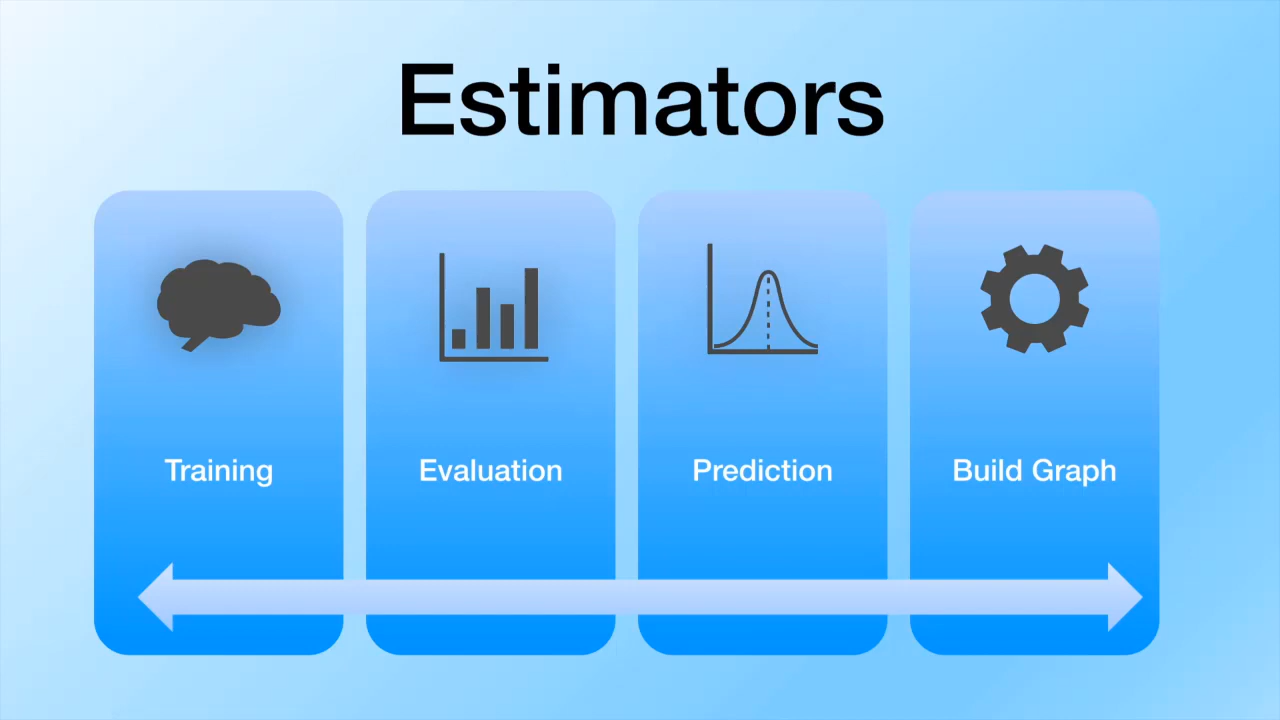 Estimators
Training
Evaluation
Prediction
Build Graph